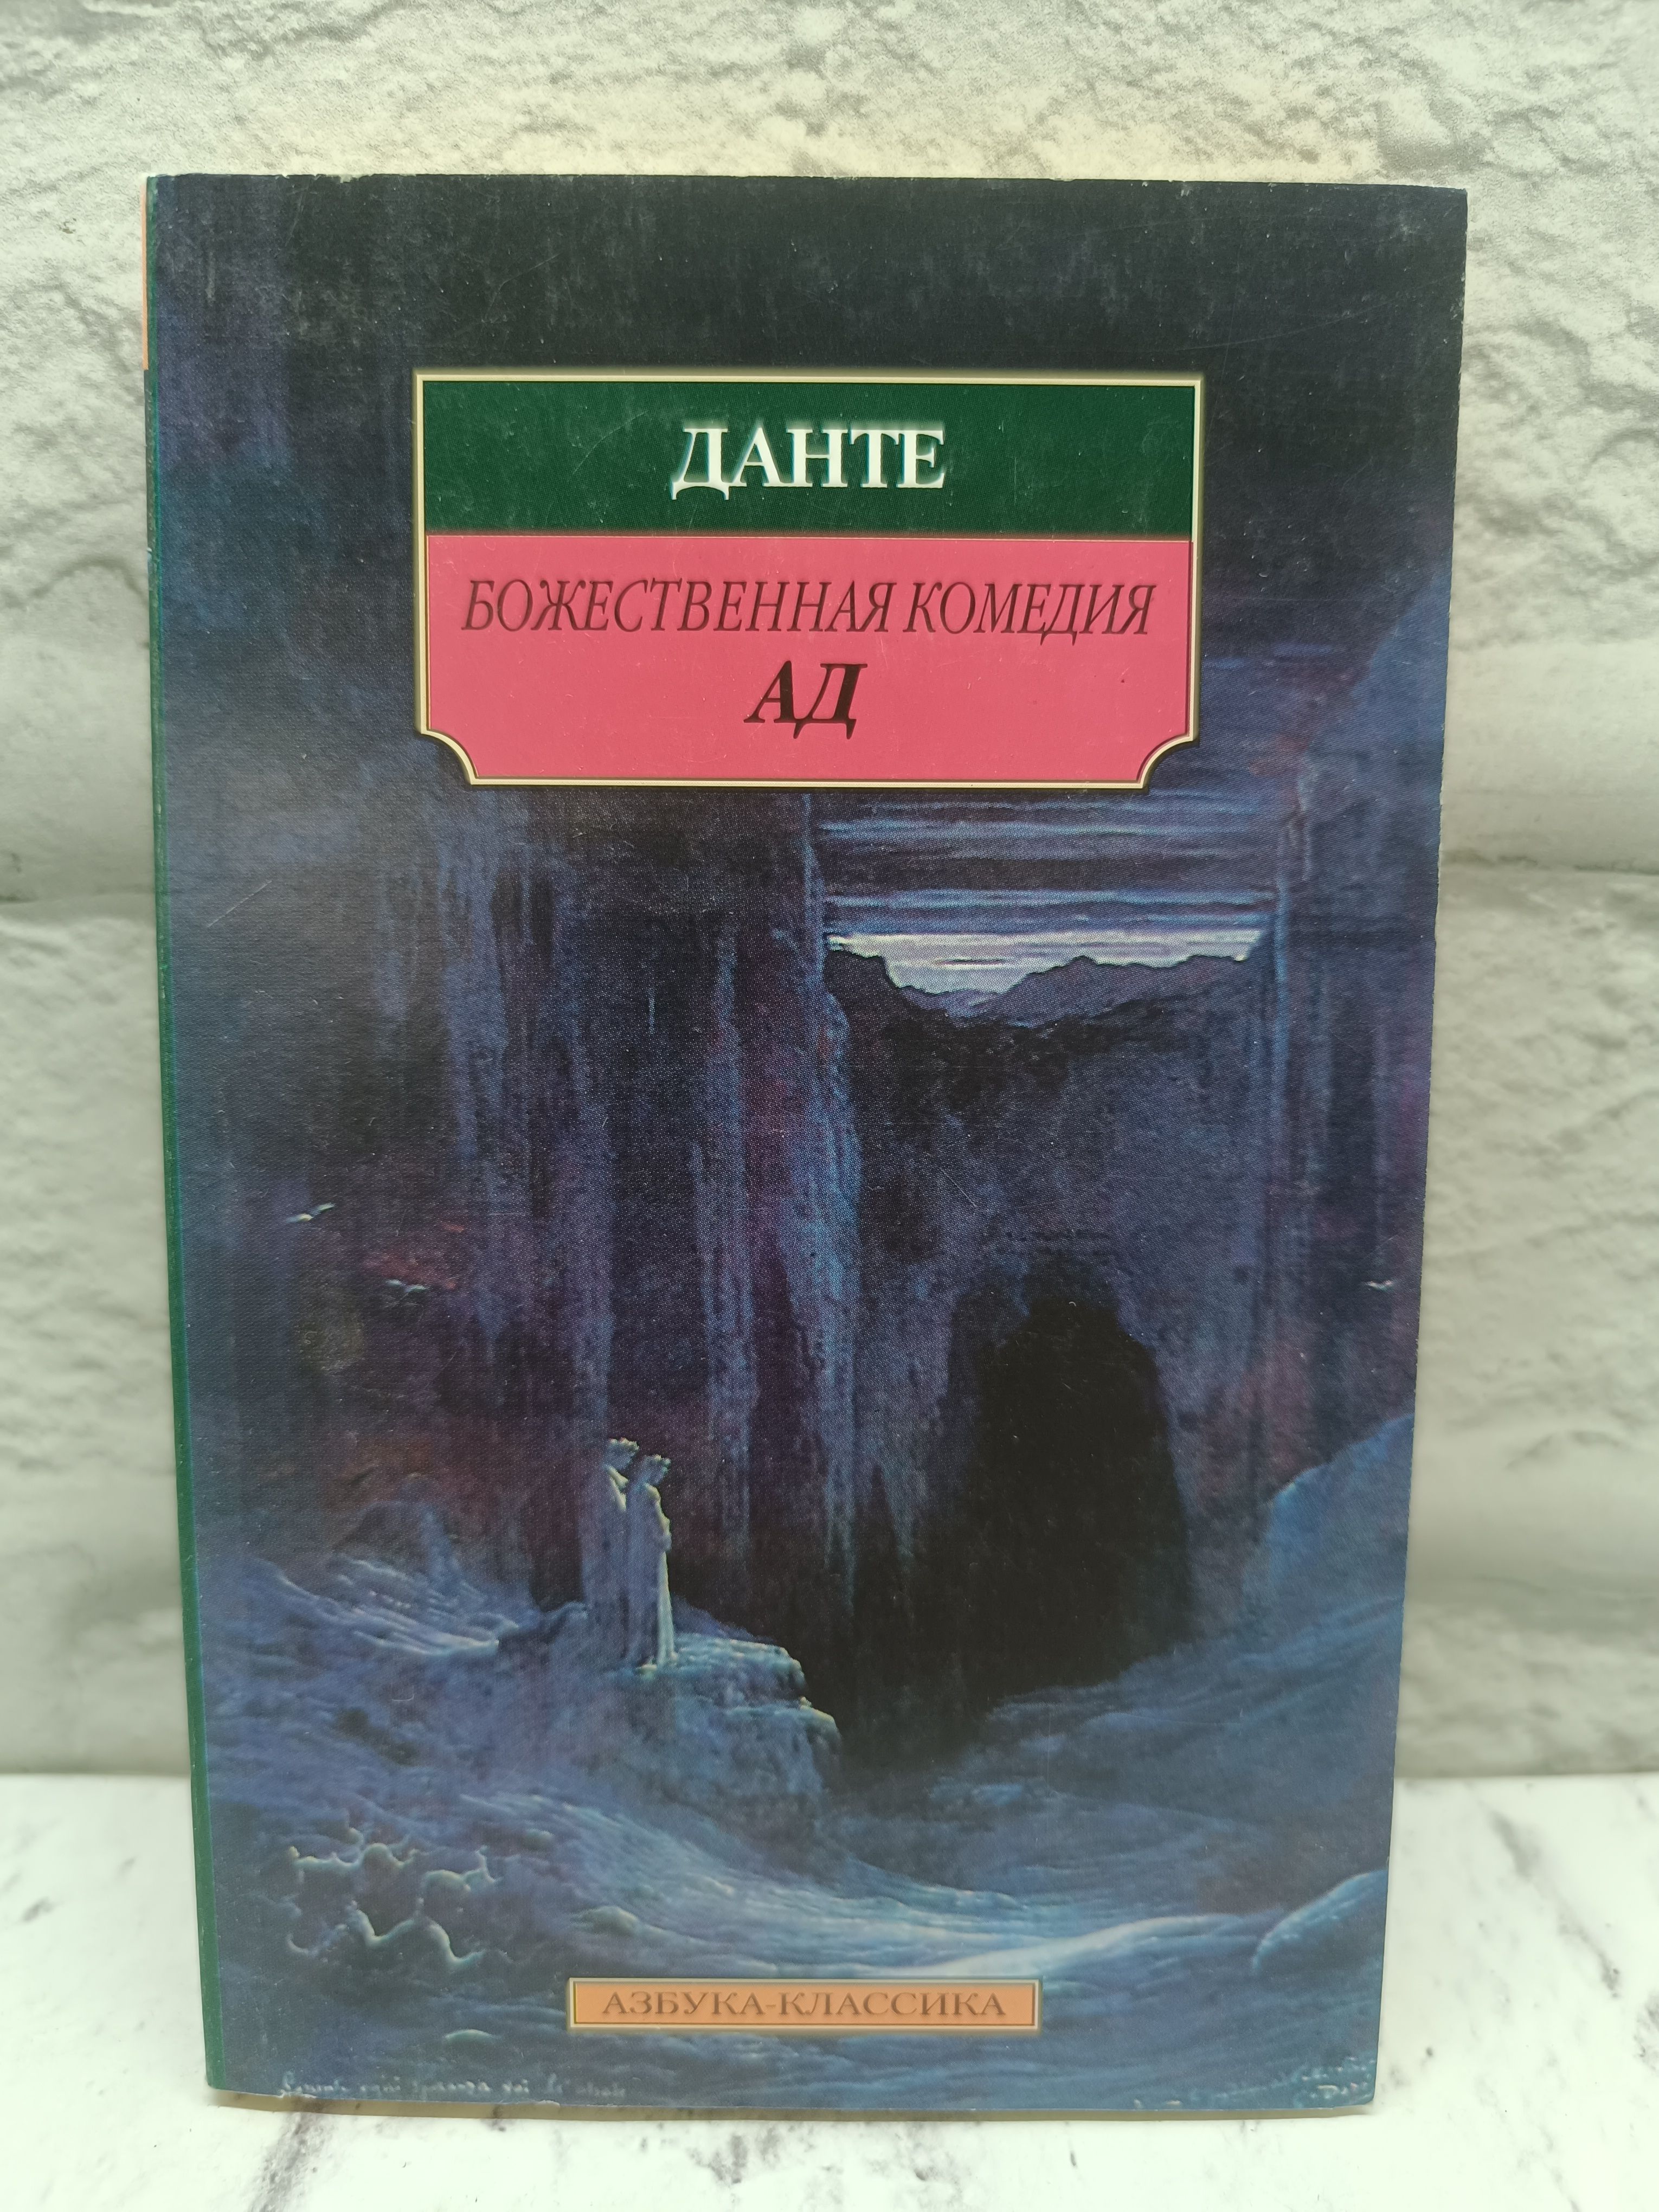 ДАНТЕ
БОЖЕСТВЕННАЯ КОМЕДИЯ
АД
АЗБУКА-КЛАССИКА